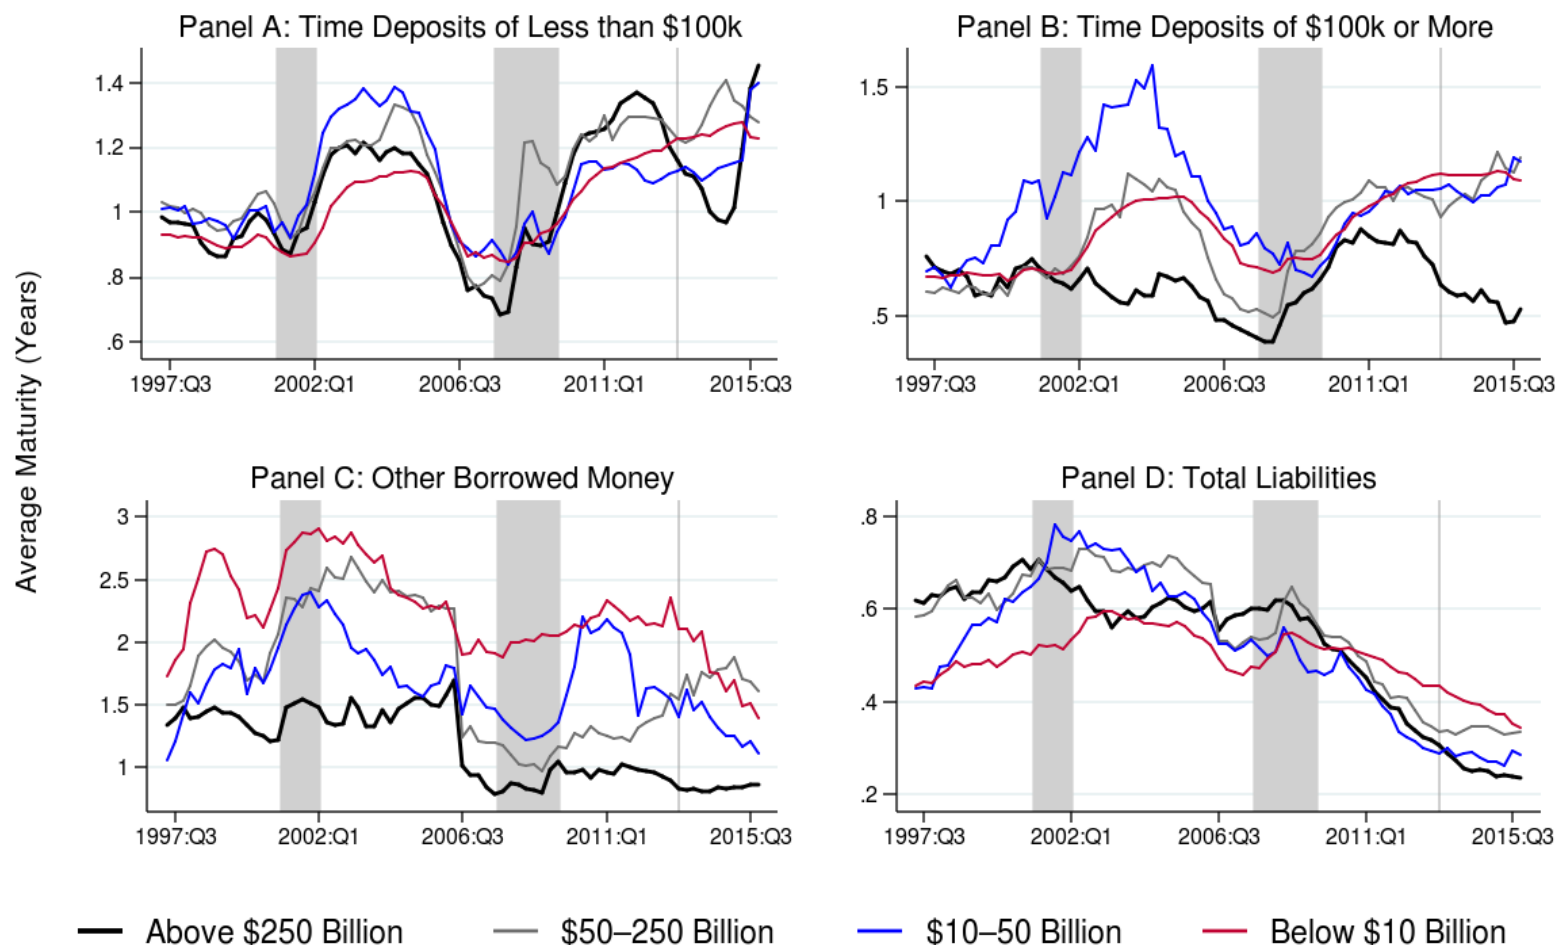 Panel A: Time Deposits of Less than $100k
Panel B: Time Deposits of $100k or More
Average Maturity (Years)
1.4
1.2
1
.8
.6
1997:Q3 2002:Q1 2006:Q3 2011:Q1 2015:Q3
1.5
1
.5
1997:Q3 2002:Q1 2006:Q3 2011:Q1 2015:Q3
Panel C: Other Borrowed Money
Panel D: Total Liabilities
3
2.5
2
1.5
1
1997:Q3 2002:Q1 2006:Q3 2011:Q1 2015:Q3
.8
.6
.4
.2
1997:Q3 2002:Q1 2006:Q3 2011:Q1 2015:Q3
Above $250 Billion $50–250 Billion $10–50 Billion Below $10 Billion